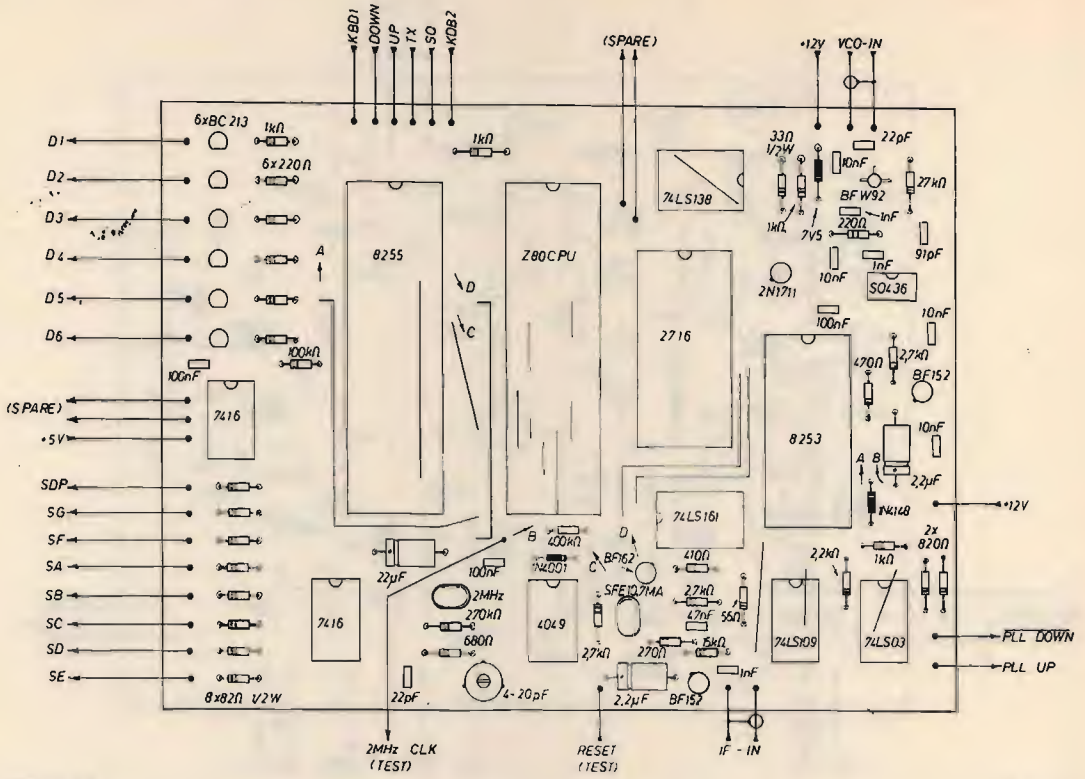 KBD1
DOWN
UP
TX
SQ
KDB2
(SPARE)
+12V
VCO-IN
D1
D2
D3
D4
D5
D6
6xBC 213
1kΩ
6x220Ω
1kΩ
33Ω
1/2W
22pF
10nF
BFW92
27kΩ
74LS138
1kΩ
7V5
1nF
220Ω
91pF
10nF
1nF
2N1711
SO436
100nF
10nF
A
8255
D
C
Z80CPU
2716
2,7kΩ
470Ω
BF152
8253
10nF
A
B
2,2µF
1N4148
+12V
100nF
100kΩ
(SPARE)
7416
+5V
SDP
SG
SF
SA
SB
SC
SD
SE
8x82Ω 1/2W
22µF
100nF
B
400kΩ
1N4001
D
C
BF162
74LS161
410Ω
SFE10.7MA
2,7kΩ
47nF
56Ω
2,2kΩ
1kΩ
2x
820Ω
7416
2MHz
270kΩ
680Ω
4049
2,7kΩ
270Ω
15kΩ
74LS109
74LS03
PLL DOWN
PLL UP
22pF
4-20pF
2,2µF
BF152
1nF
2MHz CLK
(TEST)
RESET
(TEST)
IF-IN